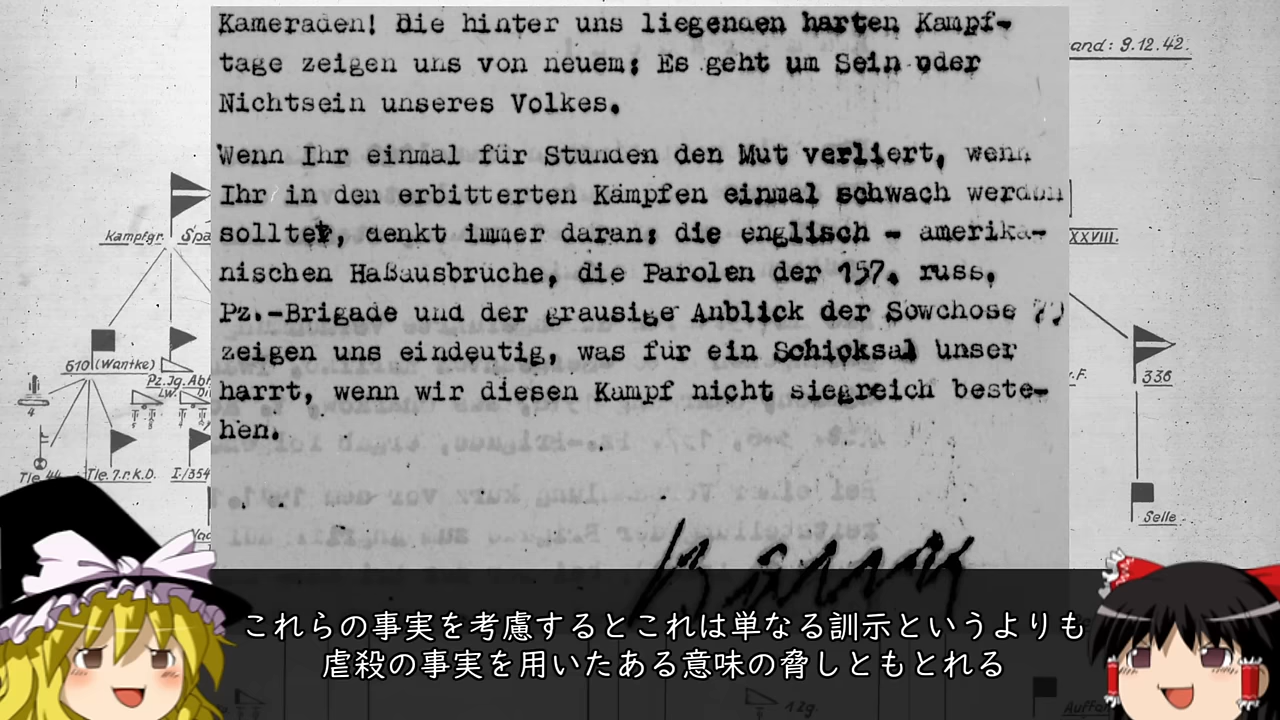 Kameraden! Die hinter uns liegenden harten Kampf-
tage zeigen uns von neuem: Es geht um Sein oder
Nichtsein unseres Volkes.
Wenn Ihr einmal für Stunden den Mut verliert, wenn
Ihr in den erbitterten Kämpfen einmal schwach werden
solltet, denkt immer daran: die englisch - amerika-
nischen Haßausbrüche, die Parolen der 157. russ.
Pz.-Brigade und der grausige Anblick der Sowchose 79
zeigen uns eindeutig, was für ein Schicksal unser
harrt, wenn wir diesen Kampf nicht siegreich beste-
hen.
and: 9.12.42.
Kampfgr.
Spa
XXVIII.
610 (Wantke)
Pz.Jg.Abt
LW.
v.F.
336
4
Tle. 7.r.K.D.
I./354
Selle
12g.
これらの事実を考慮するとこれは単なる訓示というよりも
虐殺の事実を用いたある意味の脅しともとれる